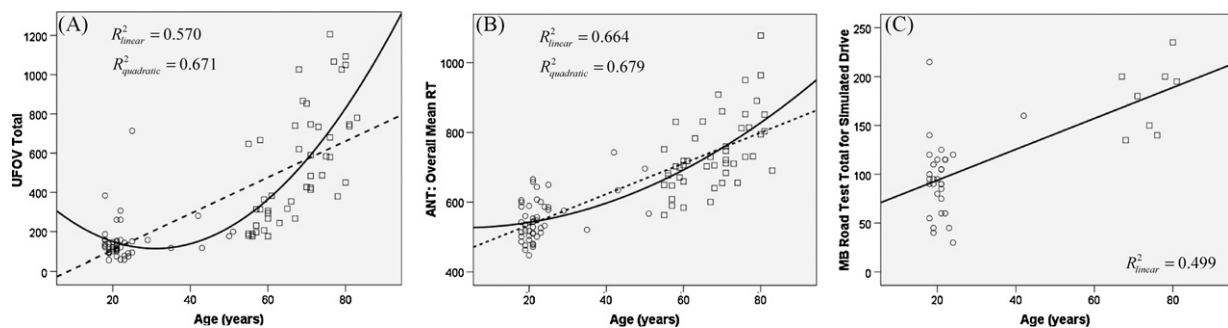 (A)
R²linear = 0.570
R²quadratic = 0.671
UFOV Total
1200
1000
800
600
400
200
0
20 40 60 80
Age (years)
(B)
R²linear = 0.664
R²quadratic = 0.679
ANT: Overall Mean RT
1000
800
600
400
20 40 60 80
Age (years)
(C)
MB Road Test Total for Simulated Drive
250
200
150
100
50
0
R²linear = 0.499
20 40 60 80
Age (years)